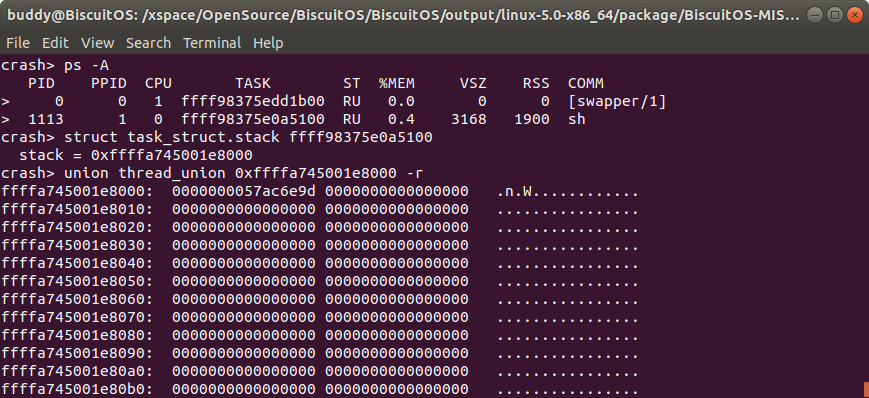 buddy@BiscuitOS: /xspace/OpenSource/BiscuitOS/BiscuitOS/output/linux-5.0-x86_64/package/BiscuitOS-MIS...
File Edit View Search Terminal Help
crash> ps -A
   PID    PPID  CPU       TASK        ST  %MEM     VSZ    RSS  COMM
>     0      0   1  ffff98375edd1b00  RU   0.0       0      0  [swapper/1]
>  1113      1   0  ffff98375e0a5100  RU   0.4    3168   1900  sh
crash> struct task_struct.stack ffff98375e0a5100
  stack = 0xffffa745001e8000
crash> union thread_union 0xffffa745001e8000 -r
ffffa745001e8000:  0000000057ac6e9d 0000000000000000   .n.W............
ffffa745001e8010:  0000000000000000 0000000000000000   ................
ffffa745001e8020:  0000000000000000 0000000000000000   ................
ffffa745001e8030:  0000000000000000 0000000000000000   ................
ffffa745001e8040:  0000000000000000 0000000000000000   ................
ffffa745001e8050:  0000000000000000 0000000000000000   ................
ffffa745001e8060:  0000000000000000 0000000000000000   ................
ffffa745001e8070:  0000000000000000 0000000000000000   ................
ffffa745001e8080:  0000000000000000 0000000000000000   ................
ffffa745001e8090:  0000000000000000 0000000000000000   ................
ffffa745001e80a0:  0000000000000000 0000000000000000   ................
ffffa745001e80b0:  0000000000000000 0000000000000000   ................